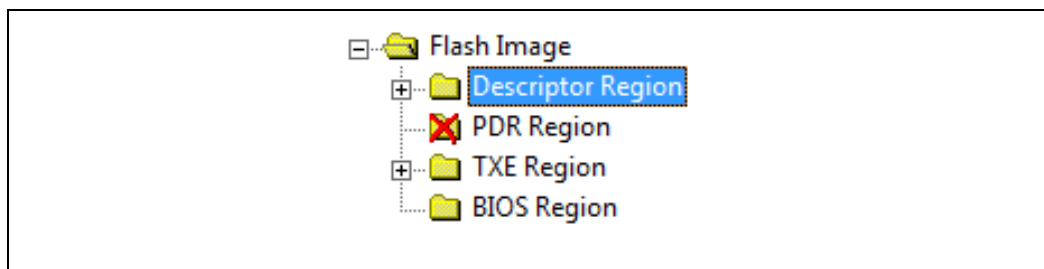 Flash Image
Descriptor Region
PDR Region
TXE Region
BIOS Region